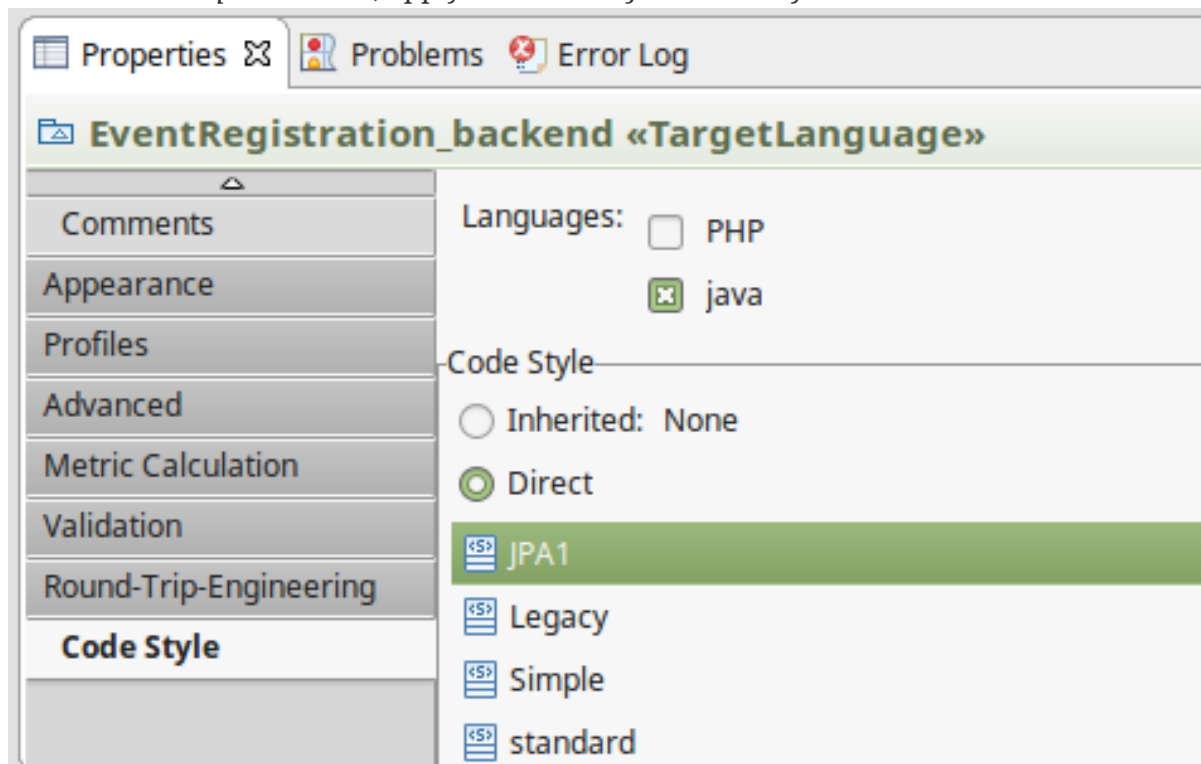 Properties Problems Error Log
EventRegistration_backend «TargetLanguage»
Comments
Appearance
Profiles
Advanced
Metric Calculation
Validation
Round-Trip-Engineering
Code Style
Languages: PHP
java
Code Style
Inherited: None
Direct
JPA1
Legacy
Simple
standard